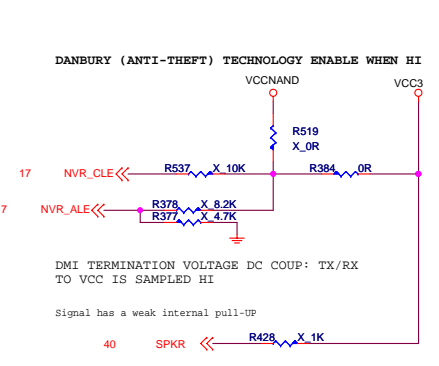 DANBURY (ANTI-THEFT) TECHNOLOGY ENABLE WHEN HI
VCCNAND
VCC3
R519
X_0R
17 NVR_CLE R537 X_10K R384 0R
7 NVR_ALE R378 X_8.2K
R377 X_4.7K
DMI TERMINATION VOLTAGE DC COUP: TX/RX
TO VCC IS SAMPLED HI
Signal has a weak internal pull-UP
40 SPKR R428 X_1K